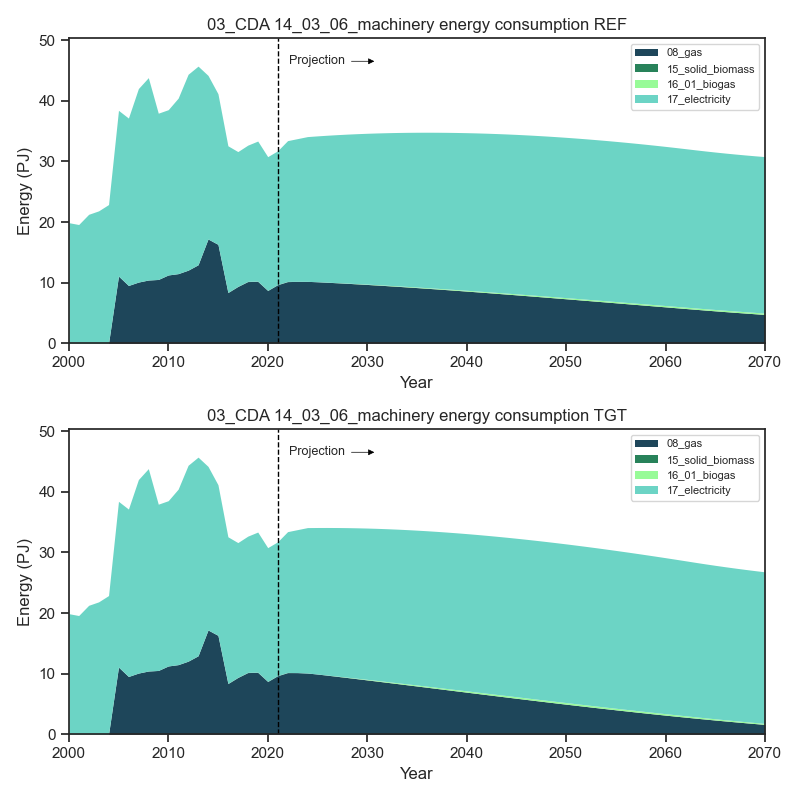 03_CDA 14_03_06_machinery energy consumption REF
50
40
30
20
10
0
Energy (PJ)
Projection
08_gas
15_solid_biomass
16_01_biogas
17_electricity
2000 2010 2020 2030 2040 2050 2060 2070
Year
03_CDA 14_03_06_machinery energy consumption TGT
50
40
30
20
10
0
Energy (PJ)
Projection
08_gas
15_solid_biomass
16_01_biogas
17_electricity
2000 2010 2020 2030 2040 2050 2060 2070
Year